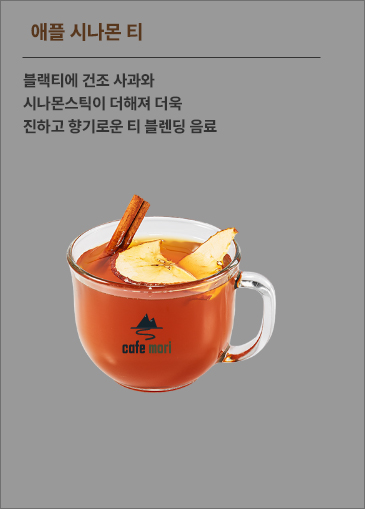 애플 시나몬 티
블랙티에 건조 사과와
시나몬스틱이 더해져 더욱
진하고 향기로운 티 블렌딩 음료
cafe mori